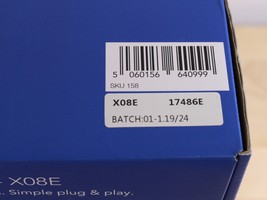 5 060156 640999
SKU 158
X08E 17486E
BATCH:01-1.19/24
X08E
Simple plug & play.